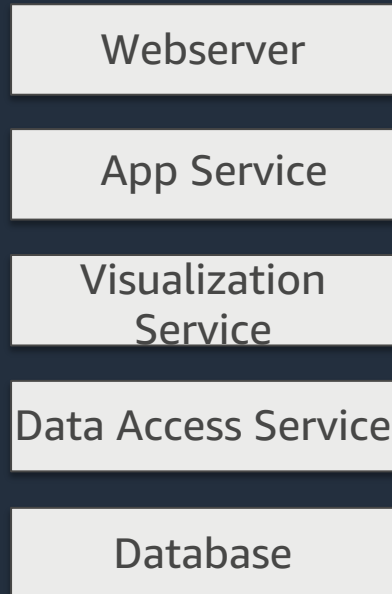 Webserver
App Service
Visualization
Service
Data Access Service
Database